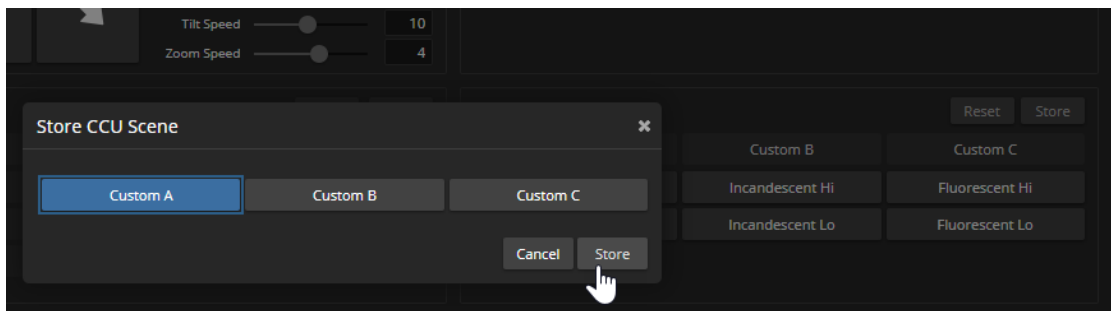 Tilt Speed 10
Zoom Speed 4
Reset Store
Store CCU Scene
Custom B Custom C
Custom A Custom B Custom C
Incandescent Hi Fluorescent Hi
Incandescent Lo Fluorescent Lo
Cancel Store